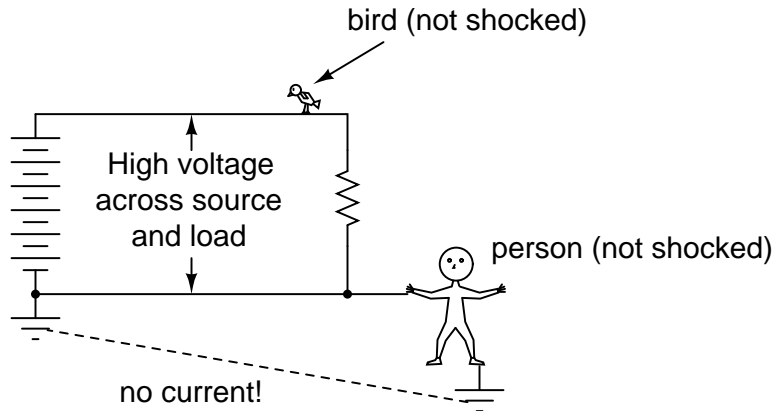 bird (not shocked)
High voltage
across source
and load
person (not shocked)
no current!